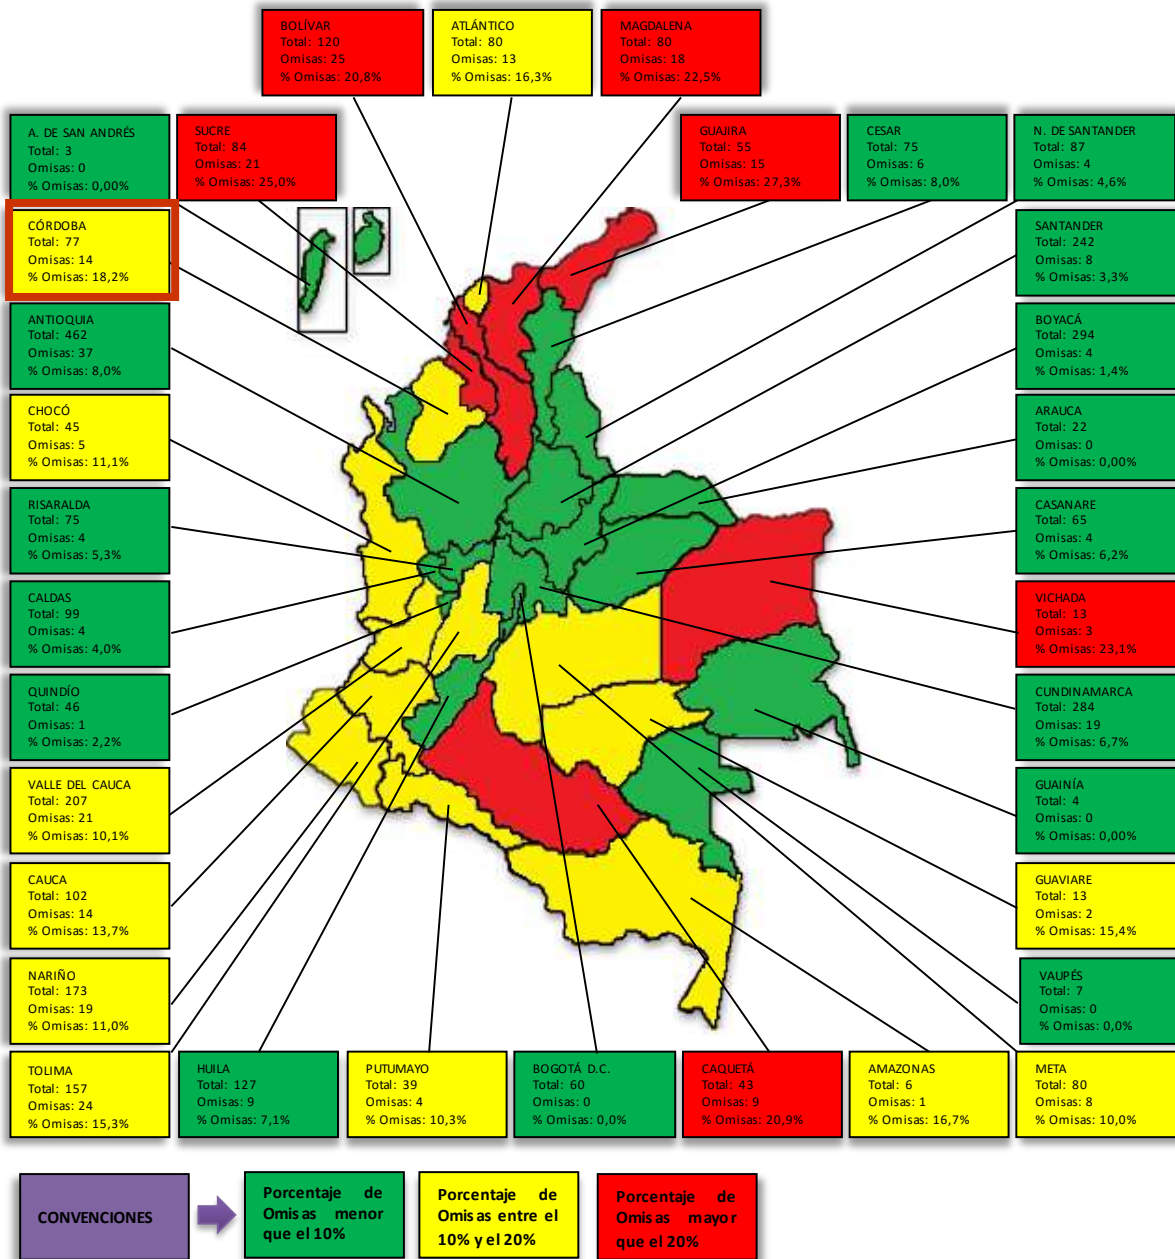 BOLÍVAR
Total: 120
Omisas: 25
% Omisas: 20,8%
ATLÁNTICO
Total: 80
Omisas: 13
% Omisas: 16,3%
MAGDALENA
Total: 80
Omisas: 18
% Omisas: 22,5%
A. DE SAN ANDRÉS
Total: 3
Omisas: 0
% Omisas: 0,00%
SUCRE
Total: 84
Omisas: 21
% Omisas: 25,0%
GUAJIRA
Total: 55
Omisas: 15
% Omisas: 27,3%
CESAR
Total: 75
Omisas: 6
% Omisas: 8,0%
N. DE SANTANDER
Total: 87
Omisas: 4
% Omisas: 4,6%
CÓRDOBA
Total: 77
Omisas: 14
% Omisas: 18,2%
SANTANDER
Total: 242
Omisas: 8
% Omisas: 3,3%
ANTIOQUIA
Total: 462
Omisas: 37
% Omisas: 8,0%
BOYACÁ
Total: 294
Omisas: 4
% Omisas: 1,4%
CHOCÓ
Total: 45
Omisas: 5
% Omisas: 11,1%
ARAUCA
Total: 22
Omisas: 0
% Omisas: 0,00%
RISARALDA
Total: 75
Omisas: 4
% Omisas: 5,3%
CASANARE
Total: 65
Omisas: 4
% Omisas: 6,2%
CALDAS
Total: 99
Omisas: 4
% Omisas: 4,0%
VICHADA
Total: 13
Omisas: 3
% Omisas: 23,1%
QUINDÍO
Total: 46
Omisas: 1
% Omisas: 2,2%
CUNDINAMARCA
Total: 284
Omisas: 19
% Omisas: 6,7%
VALLE DEL CAUCA
Total: 207
Omisas: 21
% Omisas: 10,1%
GUAINÍA
Total: 4
Omisas: 0
% Omisas: 0,00%
CAUCA
Total: 102
Omisas: 14
% Omisas: 13,7%
GUAVIARE
Total: 13
Omisas: 2
% Omisas: 15,4%
NARIÑO
Total: 173
Omisas: 19
% Omisas: 11,0%
VAUPÉS
Total: 7
Omisas: 0
% Omisas: 0,0%
TOLIMA
Total: 157
Omisas: 24
% Omisas: 15,3%
HUILA
Total: 127
Omisas: 9
% Omisas: 7,1%
PUTUMAYO
Total: 39
Omisas: 4
% Omisas: 10,3%
BOGOTÁ D.C.
Total: 60
Omisas: 0
% Omisas: 0,0%
CAQUETÁ
Total: 43
Omisas: 9
% Omisas: 20,9%
AMAZONAS
Total: 6
Omisas: 1
% Omisas: 16,7%
META
Total: 80
Omisas: 8
% Omisas: 10,0%
CONVENCIONES
Porcentaje de
Omisas menor
que el 10%
Porcentaje de
Omisas entre el
10% y el 20%
Porcentaje de
Omisas mayor
que el 20%